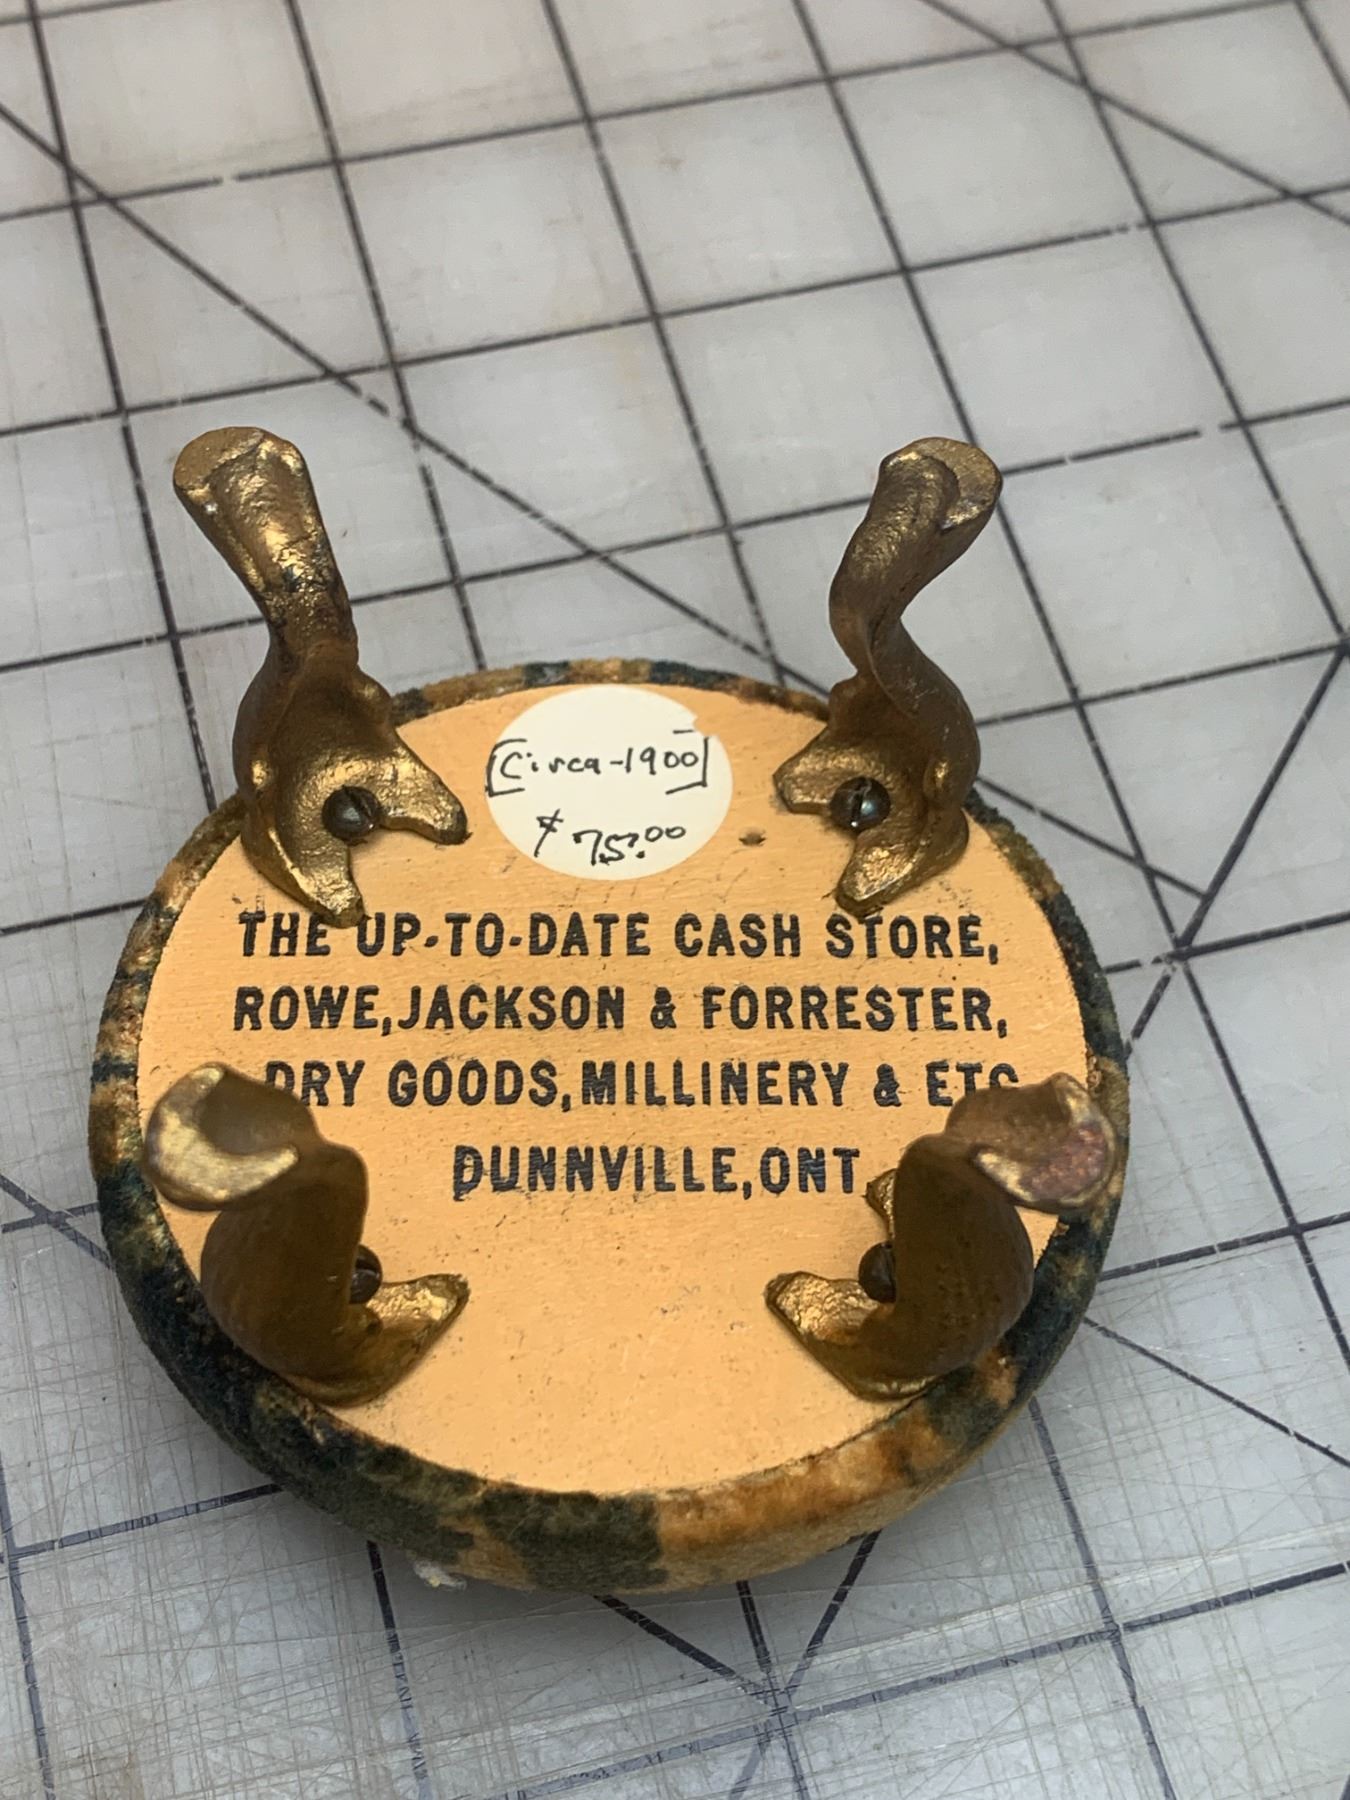 [Circa-1900]
$75.00
THE UP-TO-DATE CASH STORE,
ROWE, JACKSON & FORRESTER,
DRY GOODS, MILLINERY & ETC
DUNNVILLE, ONT